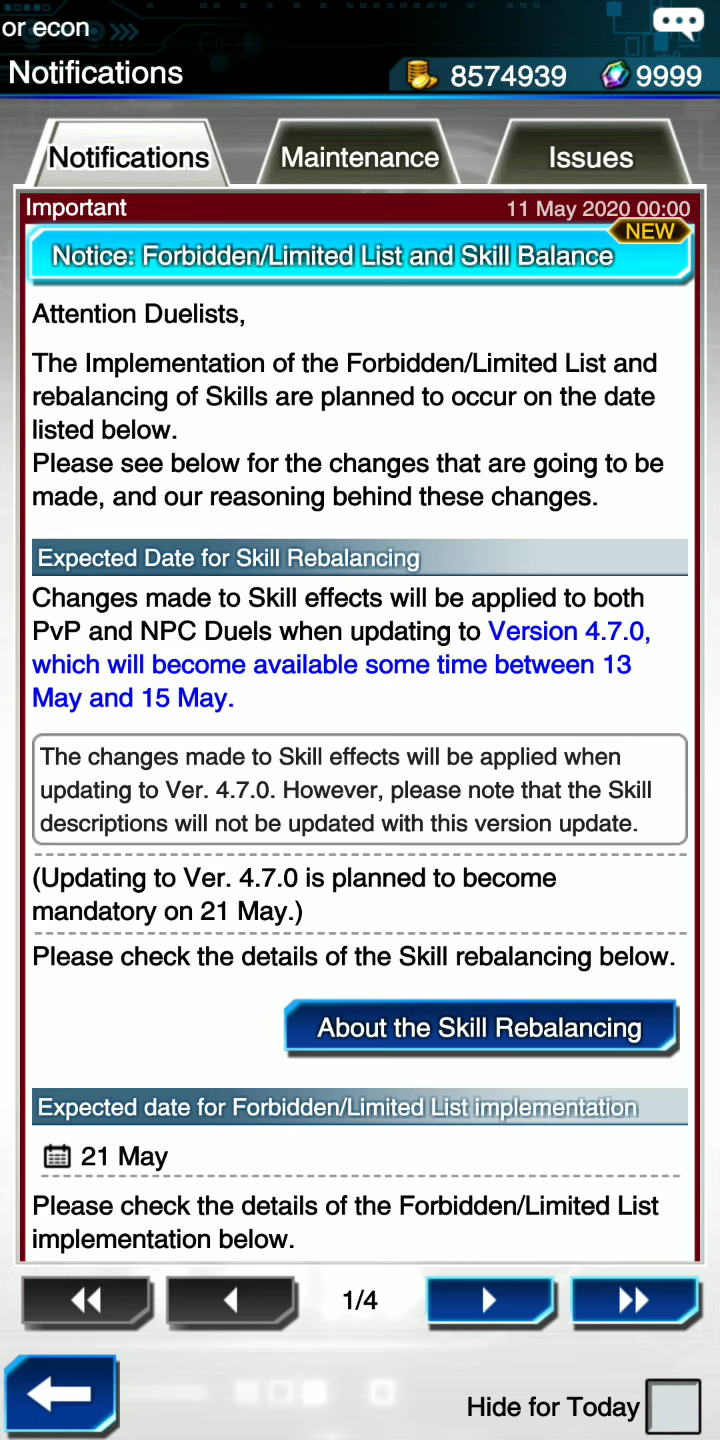 or econ
Notifications
8574939
9999
Notifications
Maintenance
Issues
Important
11 May 2020 00:00
NEW
Notice: Forbidden/Limited List and Skill Balance
Attention Duelists,
The Implementation of the Forbidden/Limited List and
rebalancing of Skills are planned to occur on the date
listed below.
Please see below for the changes that are going to be
made, and our reasoning behind these changes.
Expected Date for Skill Rebalancing
Changes made to Skill effects will be applied to both
PvP and NPC Duels when updating to Version 4.7.0,
which will become available some time between 13
May and 15 May.
The changes made to Skill effects will be applied when
updating to Ver. 4.7.0. However, please note that the Skill
descriptions will not be updated with this version update.
(Updating to Ver. 4.7.0 is planned to become
mandatory on 21 May.)
Please check the details of the Skill rebalancing below.
About the Skill Rebalancing
Expected date for Forbidden/Limited List implementation
21 May
Please check the details of the Forbidden/Limited List
implementation below.
1/4
Hide for Today